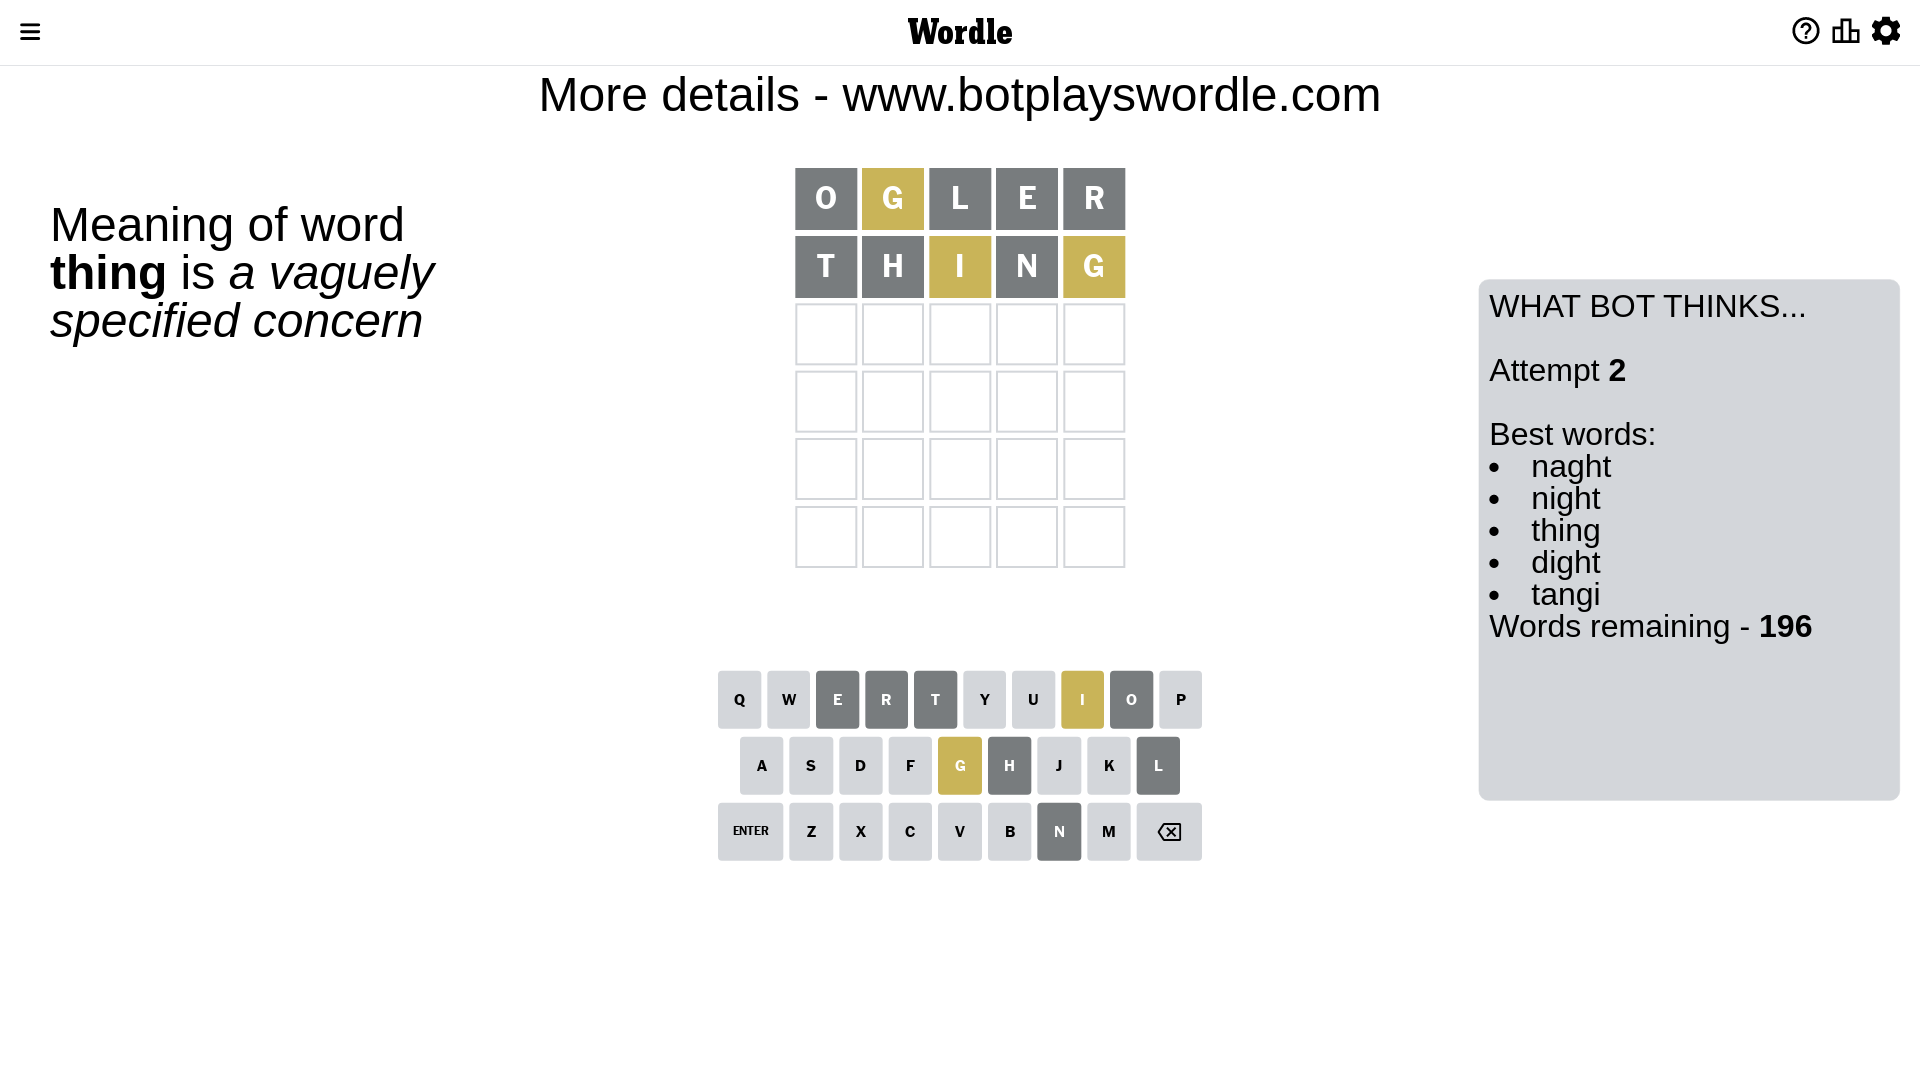 Wordle
More details - www.botplayswordle.com
Meaning of word
thing is a vaguely
specified concern
O G L E R
T H I N G
WHAT BOT THINKS...
Attempt 2
Best words:
• naght
• night
• thing
• dight
• tangi
Words remaining - 196
Q W E R T Y U I O P
A S D F G H J K L
ENTER Z X C V B N M